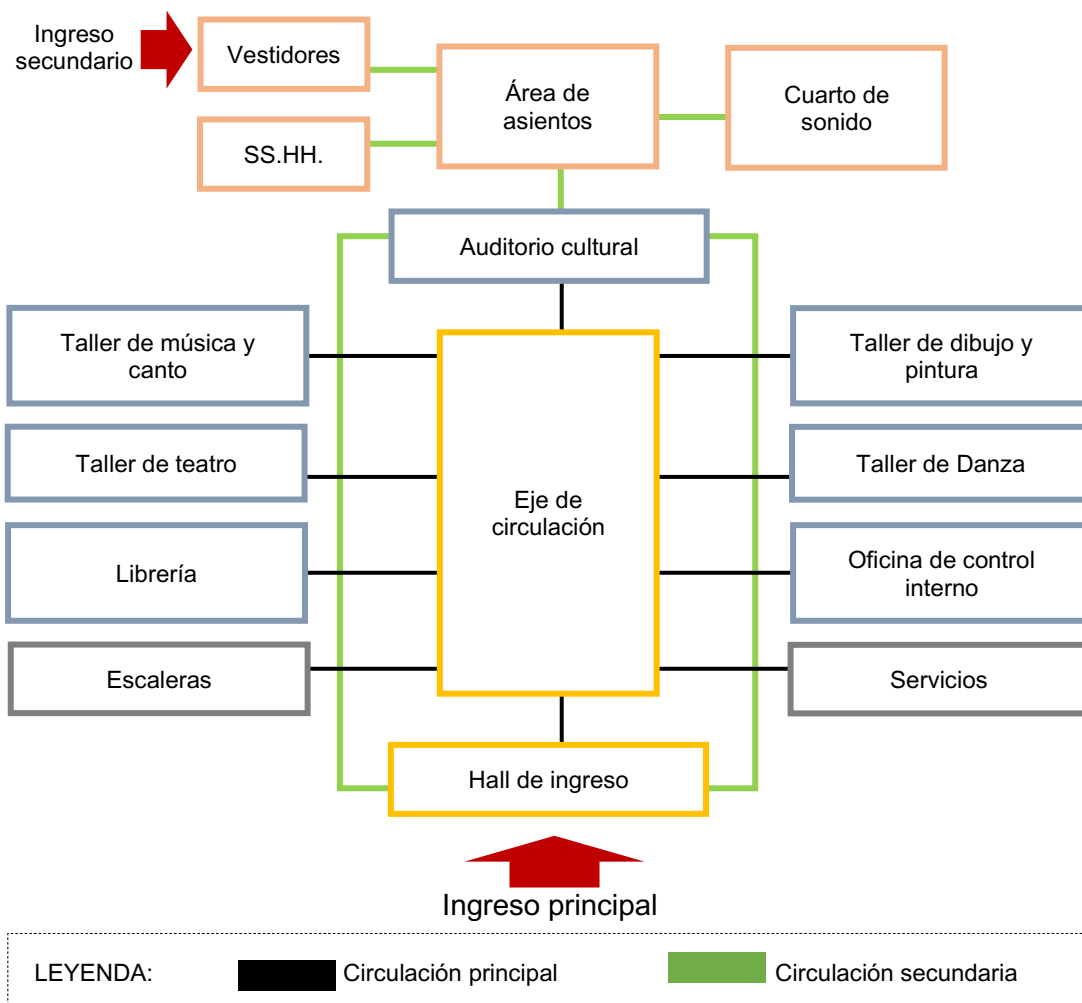 Ingreso
secundario
Vestidores
Área de
asientos
Cuarto de
sonido
SS.HH.
Auditorio cultural
Taller de música y
canto
Taller de dibujo y
pintura
Taller de teatro
Taller de Danza
Eje de
circulación
Librería
Oficina de control
interno
Escaleras
Servicios
Hall de ingreso
Ingreso principal
LEYENDA:
Circulación principal
Circulación secundaria